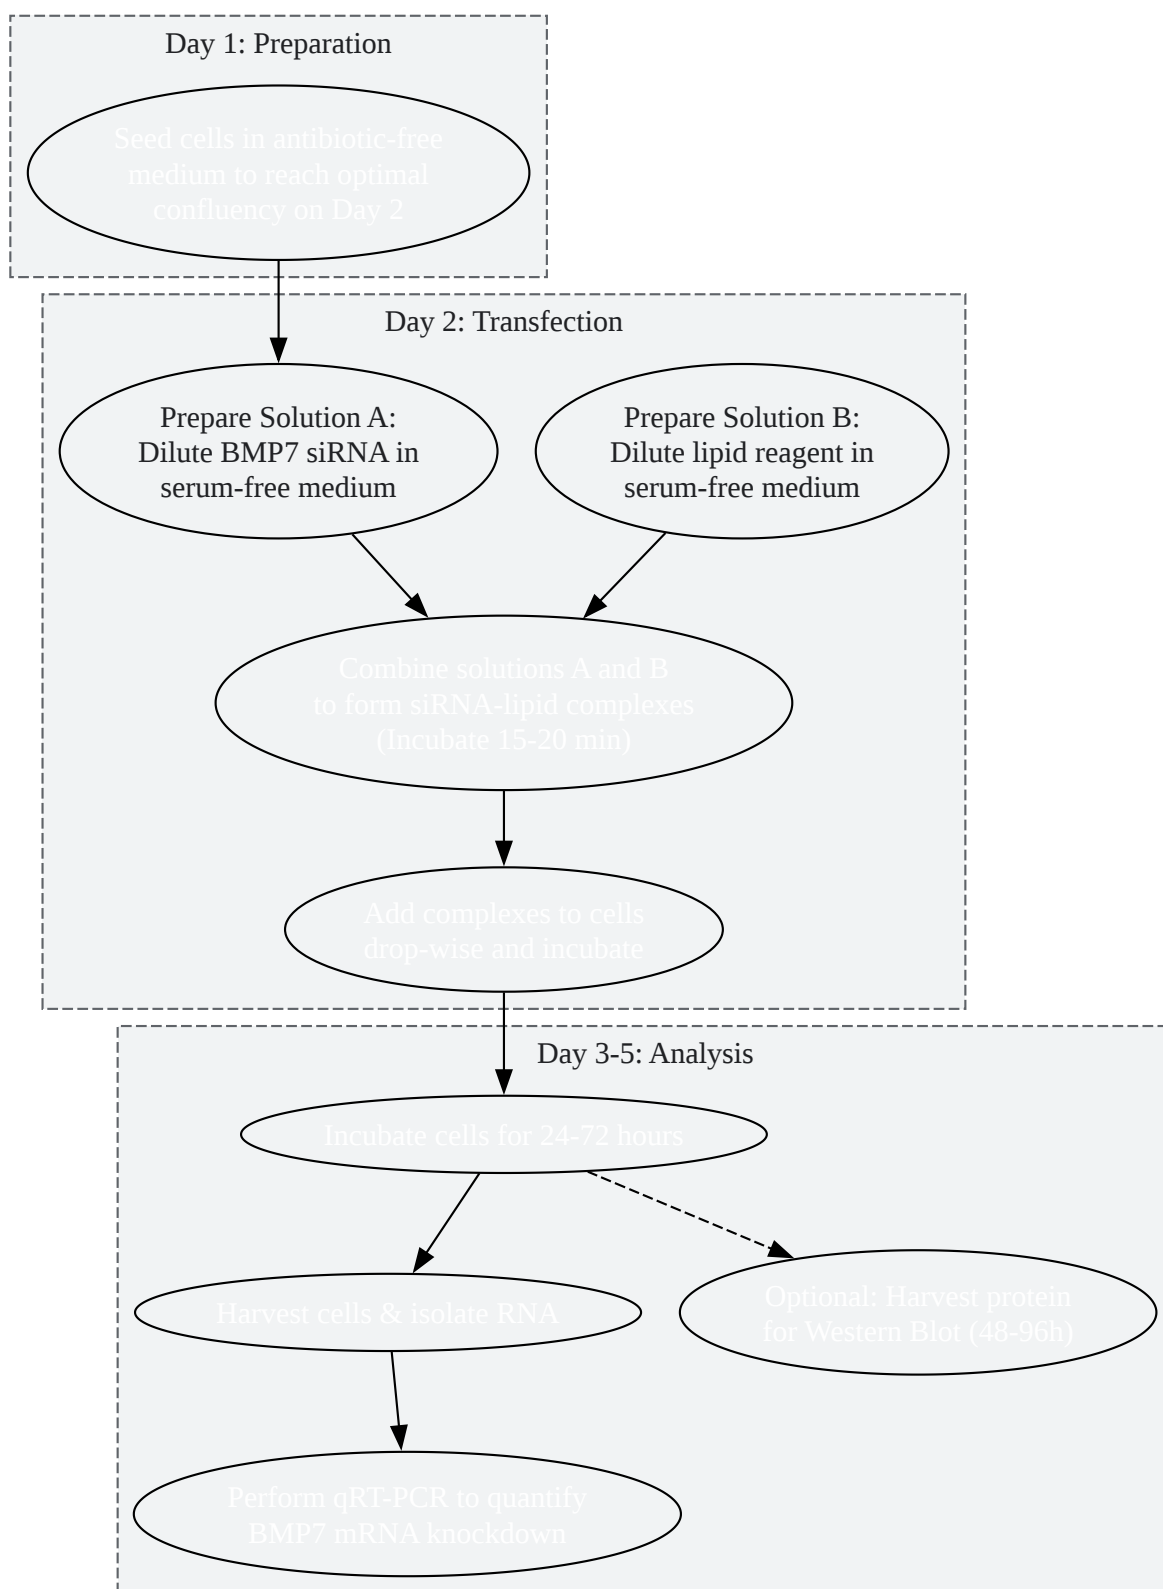 Day 1: Preparation
Seed cells in antibiotic-free
medium to reach optimal
confluency on Day 2
Day 2: Transfection
Prepare Solution A:
Dilute BMP7 siRNA in
serum-free medium
Prepare Solution B:
Dilute lipid reagent in
serum-free medium
Combine solutions A and B
to form siRNA-lipid complexes
(Incubate 15-20 min)
Add complexes to cells
drop-wise and incubate
Day 3-5: Analysis
Incubate cells for 24-72 hours
Harvest cells & isolate RNA
Optional: Harvest protein
for Western Blot (48-96h)
Perform qRT-PCR to quantify
BMP7 mRNA knockdown